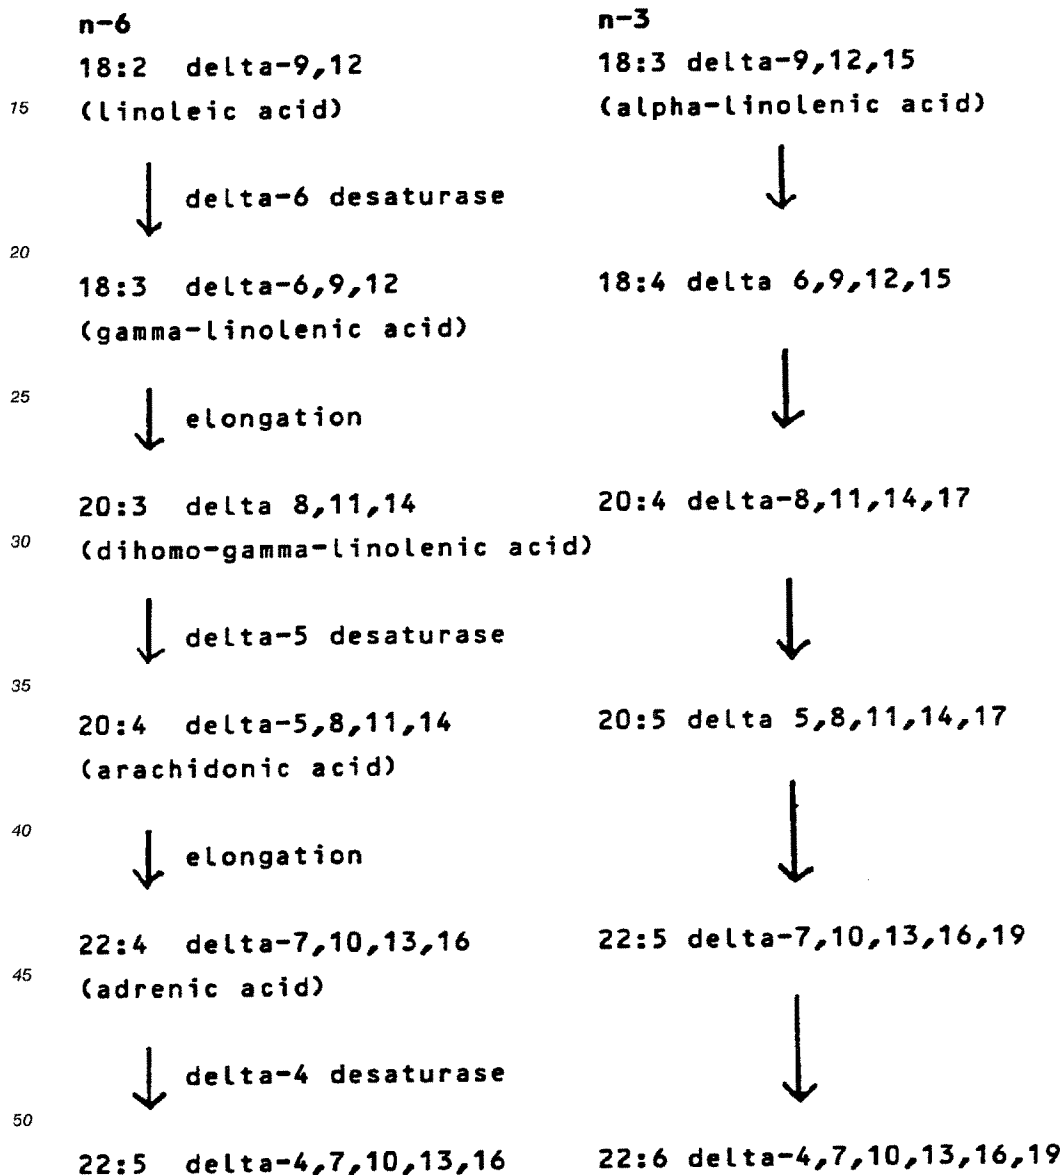 n-6 n-3
18:2 delta-9,12 18:3 delta-9,12,15
15 (linoleic acid) (alpha-linolenic acid)
delta-6 desaturase
20
18:3 delta-6,9,12 18:4 delta 6,9,12,15
(gamma-linolenic acid)
25
elongation
20:3 delta 8,11,14 20:4 delta-8,11,14,17
30 (dihomo-gamma-linolenic acid)
delta-5 desaturase
35
20:4 delta-5,8,11,14 20:5 delta 5,8,11,14,17
(arachidonic acid)
40
elongation
22:4 delta-7,10,13,16 22:5 delta-7,10,13,16,19
45 (adrenic acid)
delta-4 desaturase
50
22:5 delta-4,7,10,13,16 22:6 delta-4,7,10,13,16,19